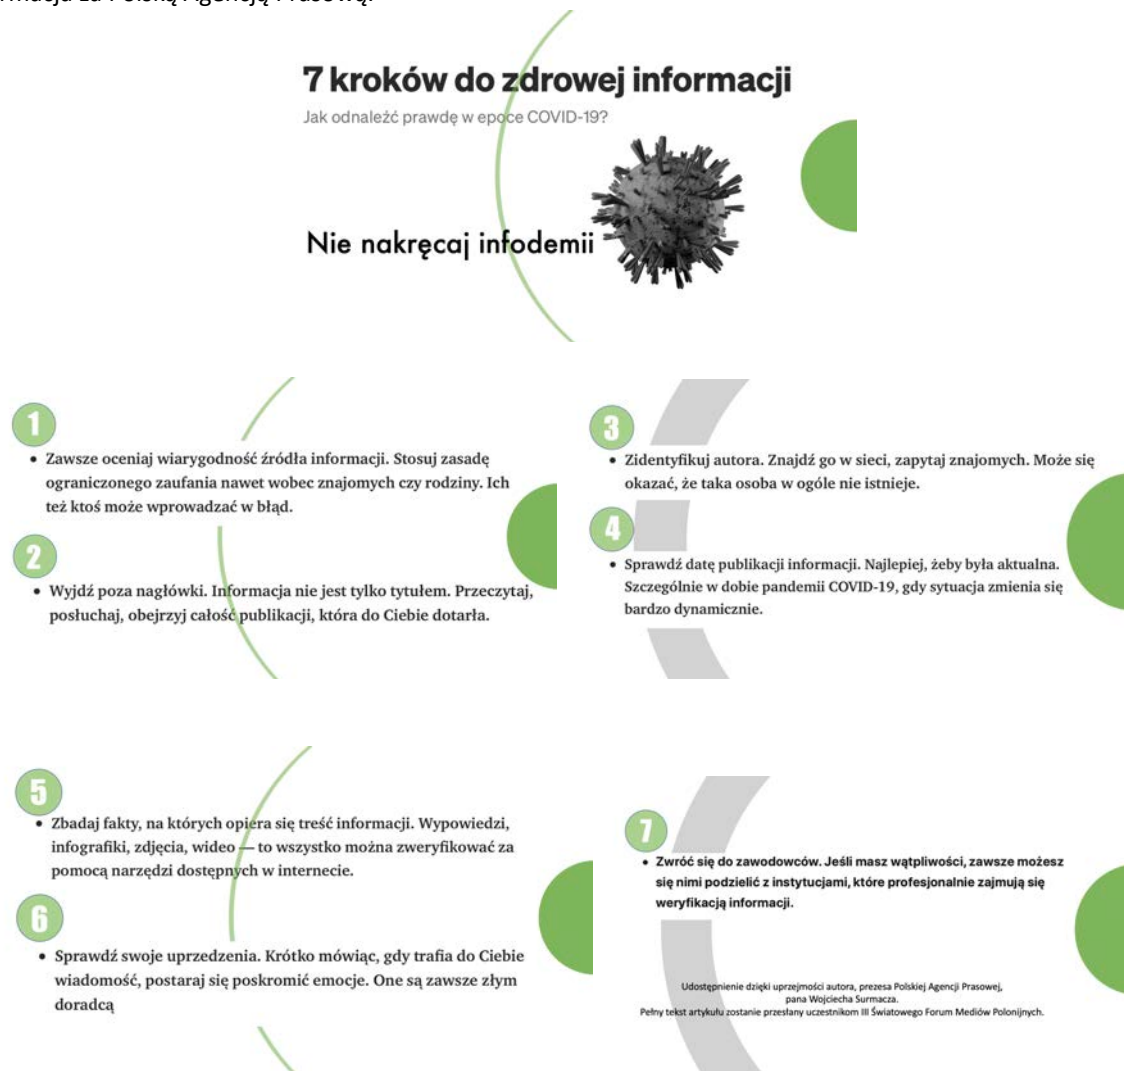 za Polską Agencją Prasową.
7 kroków do zdrowej informacji
Jak odnaleźć prawdę w epoce COVID-19?
Nie nakręcaj infodemii
1
• Zawsze oceniaj wiarygodność źródła informacji. Stosuj zasadę
ograniczonego zaufania nawet wobec znajomych czy rodziny. Ich
też ktoś może wprowadzać w błąd.
2
• Wyjdź poza nagłówki. Informacja nie jest tylko tytułem. Przeczytaj,
posłuchaj, obejrzyj całość publikacji, która do Ciebie dotarła.
3
• Zidentyfikuj autora. Znajdź go w sieci, zapytaj znajomych. Może się
okazać, że taka osoba w ogóle nie istnieje.
4
• Sprawdź datę publikacji informacji. Najlepiej, żeby była aktualna.
Szczególnie w dobie pandemii COVID-19, gdy sytuacja zmienia się
bardzo dynamicznie.
5
• Zbadaj fakty, na których opiera się treść informacji. Wypowiedzi,
infografiki, zdjęcia, wideo — to wszystko można zweryfikować za
pomocą narzędzi dostępnych w internecie.
6
• Sprawdź swoje uprzedzenia. Krótko mówiąc, gdy trafia do Ciebie
wiadomość, postaraj się poskromić emocje. One są zawsze złym
doradcą
7
• Zwróć się do zawodowców. Jeśli masz wątpliwości, zawsze możesz
się nimi podzielić z instytucjami, które profesjonalnie zajmują się
weryfikacją informacji.
Udostępnienie dzięki uprzejmości autora, prezesa Polskiej Agencji Prasowej,
pana Wojciecha Surmacza.
Pełny tekst artykułu zostanie przesłany uczestnikom III Światowego Forum Mediów Polonijnych.